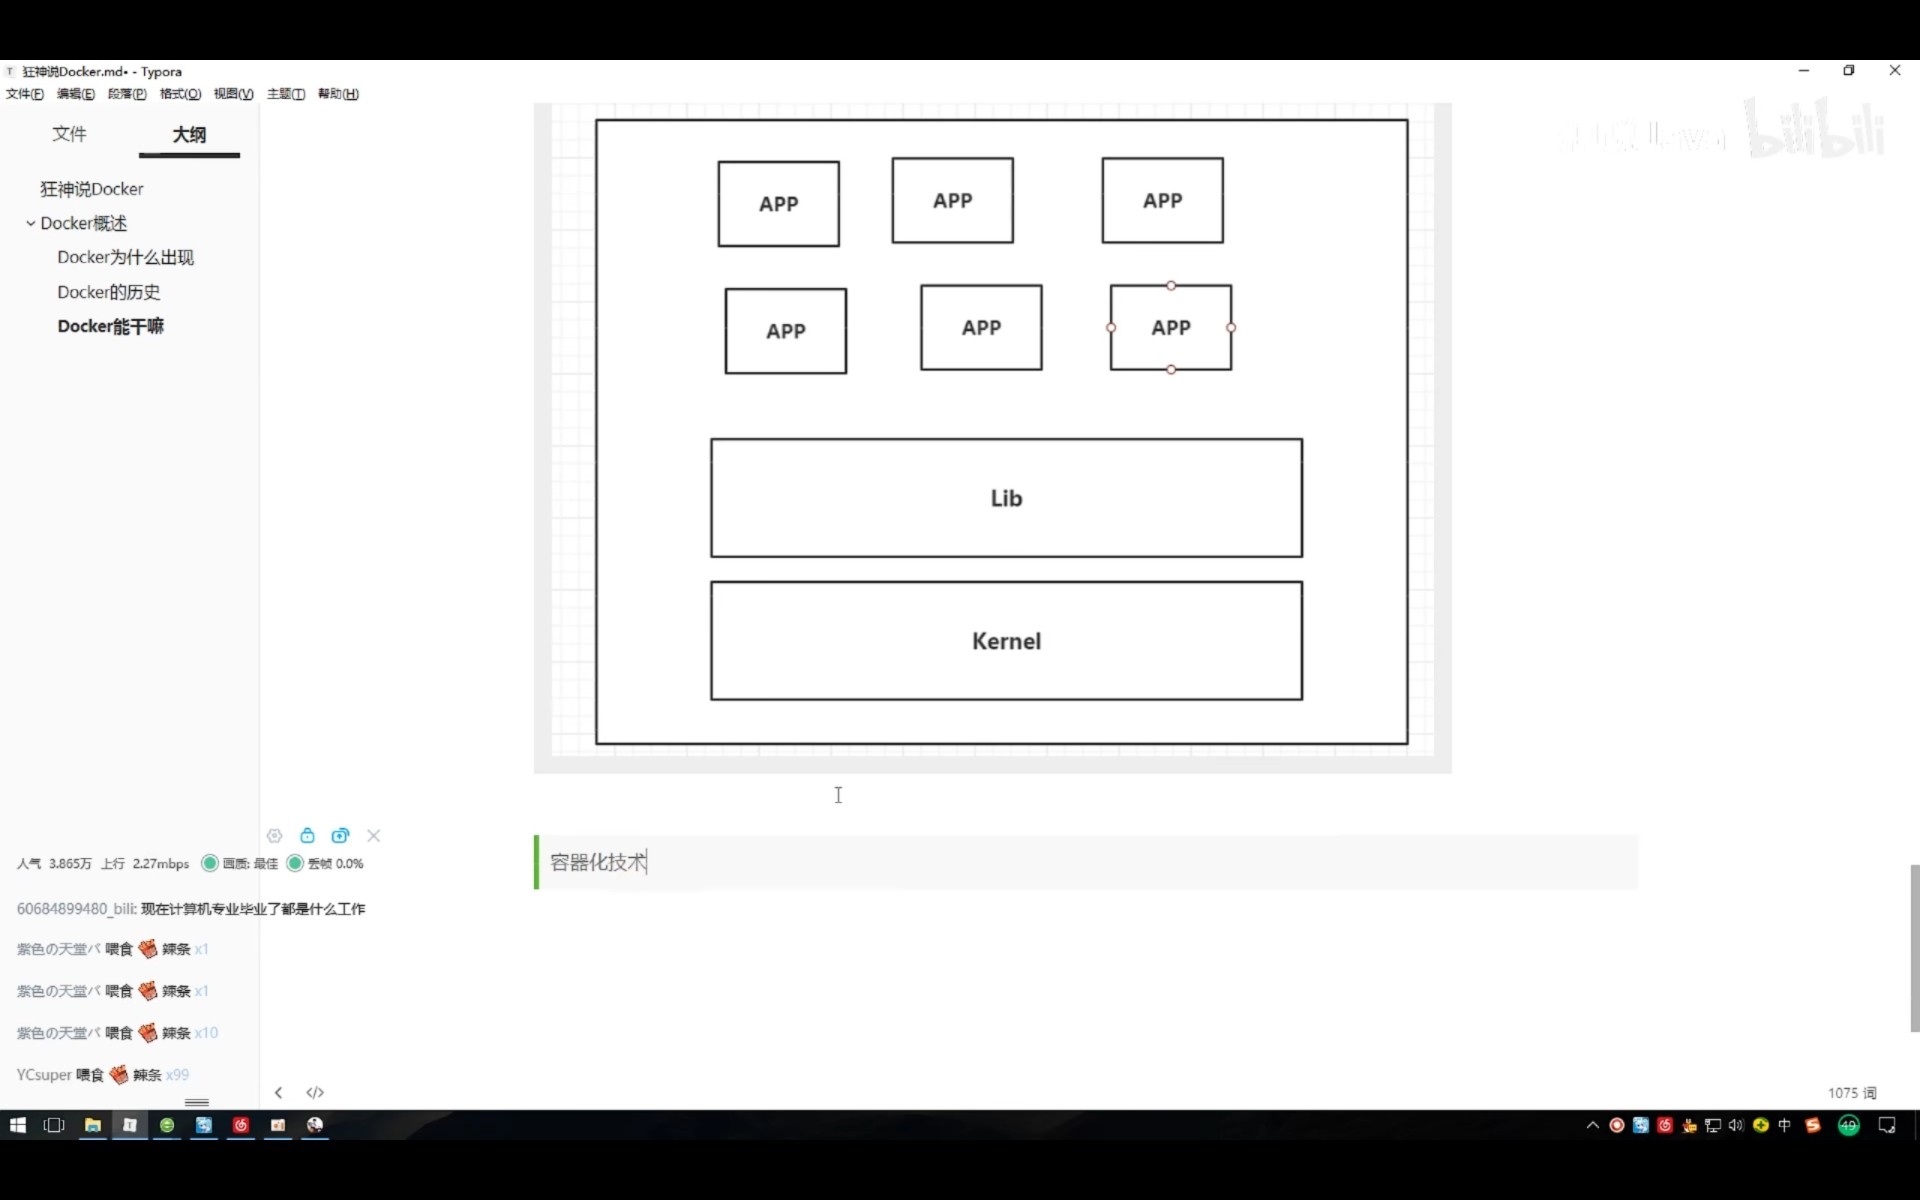 狂神说Docker.md• - Typora
文件(F) 编辑(E) 段落(P) 格式(O) 视图(V) 主题(T) 帮助(H)
文件 大纲
狂神说Docker
Docker概述
Docker为什么出现
Docker的历史
Docker能干嘛
bilibili
APP APP APP
APP APP APP
Lib
Kernel
容器化技术
人气 3.865万 上行 2.27mbps 画质: 最佳 丢帧 0.0%
60684899480_bili: 现在计算机专业毕业了都是什么工作
紫色の天堂パ 喂食 辣条 x1
紫色の天堂パ 喂食 辣条 x1
紫色の天堂パ 喂食 辣条 x10
YCsuper 喂食 辣条 x99
</>
1075 词
中
49